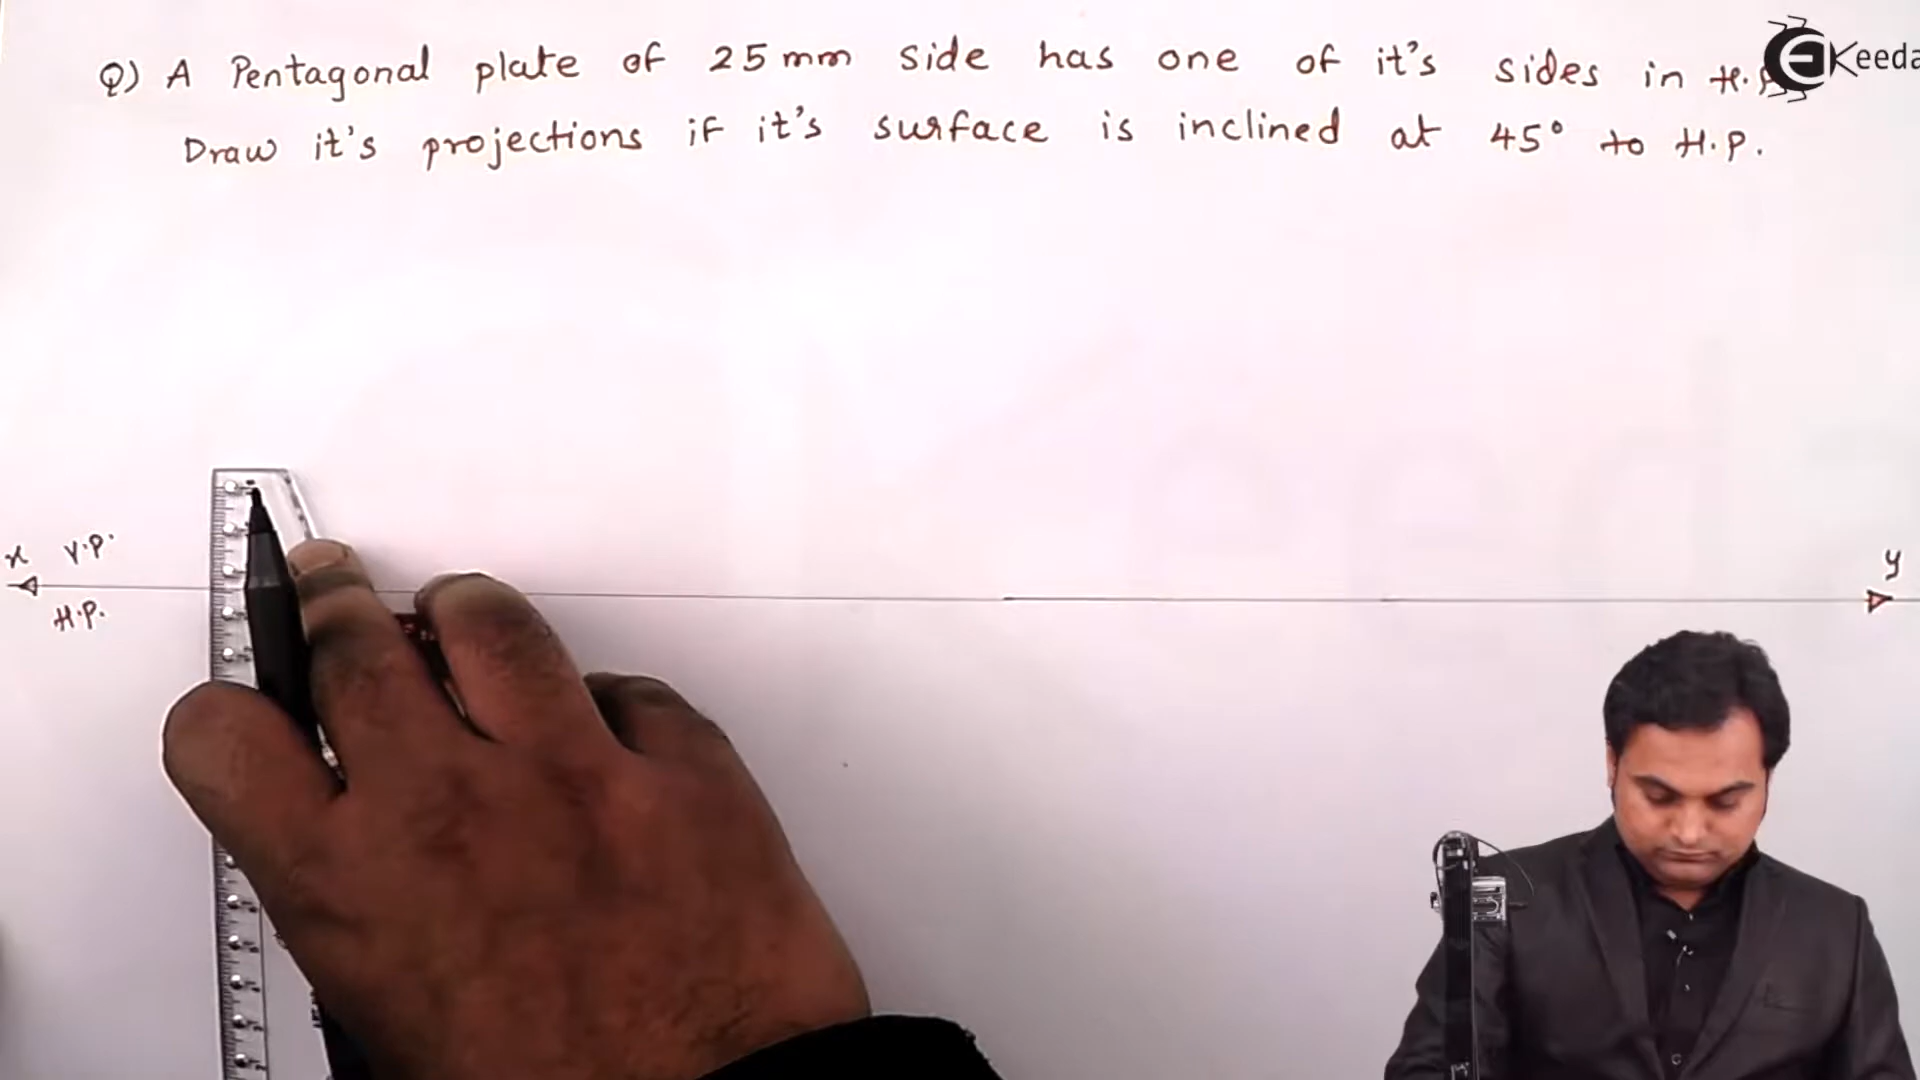 Q) A Pentagonal plate of 25 mm side has one of it's sides in H.P
Draw it's projections if it's surface is inclined at 45° to H.P.
Keeda
x V.P.
H.P.
y